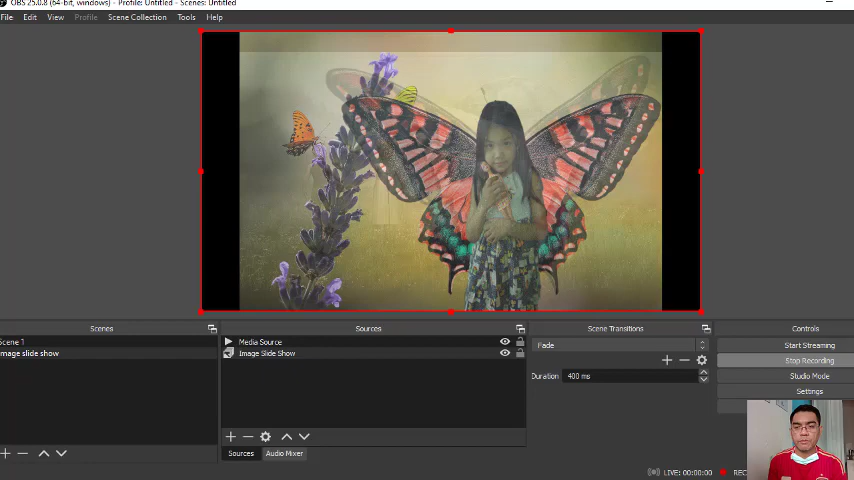 OBS 25.0.8 (64-bit, windows) - Profile: Untitled - Scenes: Untitled
File Edit View Profile Scene Collection Tools Help
Scenes Sources Scene Transitions Controls
Scene 1 Media Source Fade Start Streaming
mage slide show Image Slide Show Stop Recording
Duration 400 ms Studio Mode
Settings
Sources Audio Mixer
LIVE: 00:00:00 REC